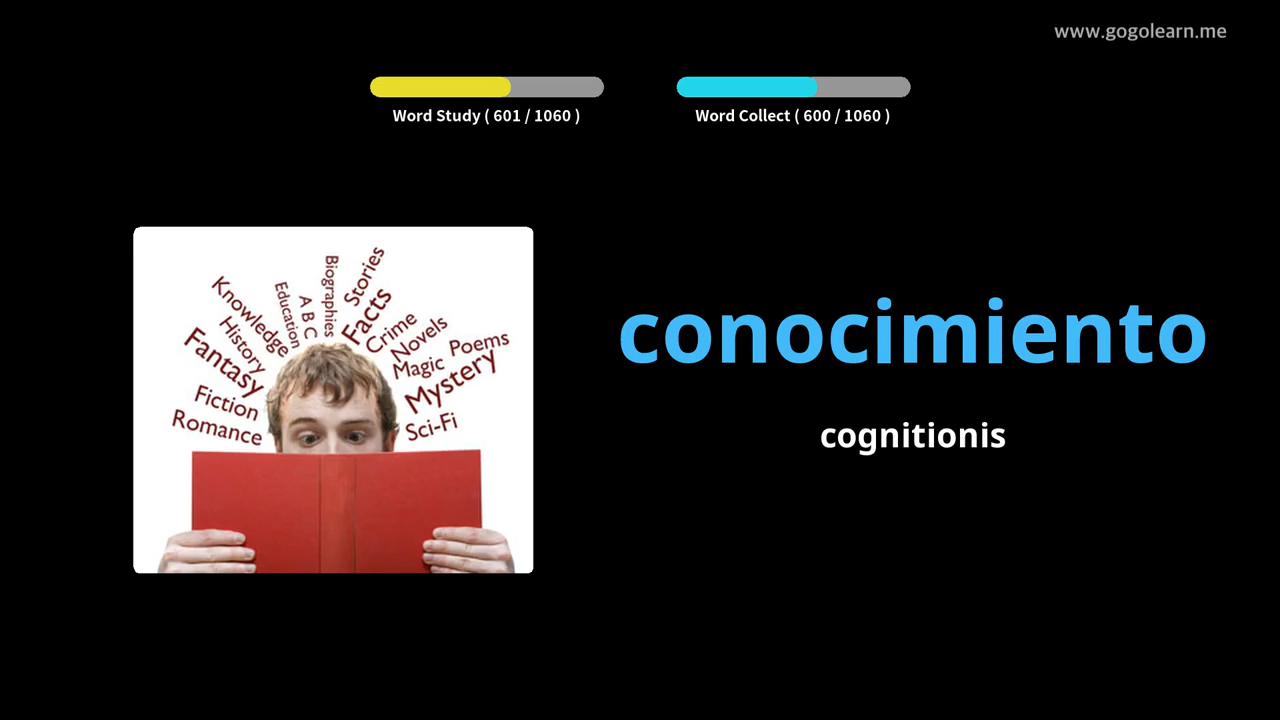 www.gogolearn.me
Word Study ( 601 / 1060 )
Word Collect ( 600 / 1060 )
Biographies
Stories
Education
A B C
Facts
Knowledge
History
Crime
Novels
Fantasy
Magic
Poems
Mystery
Fiction
Romance
Sci-Fi
conocimiento
cognitionis